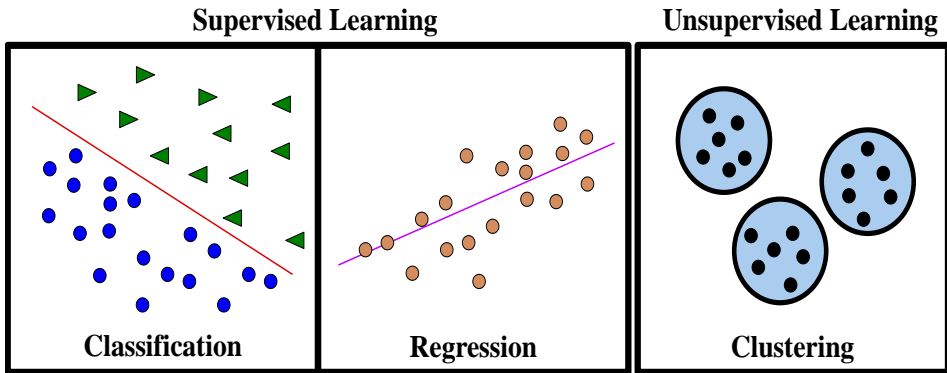 Supervised Learning
Unsupervised Learning
Classification
Regression
Clustering